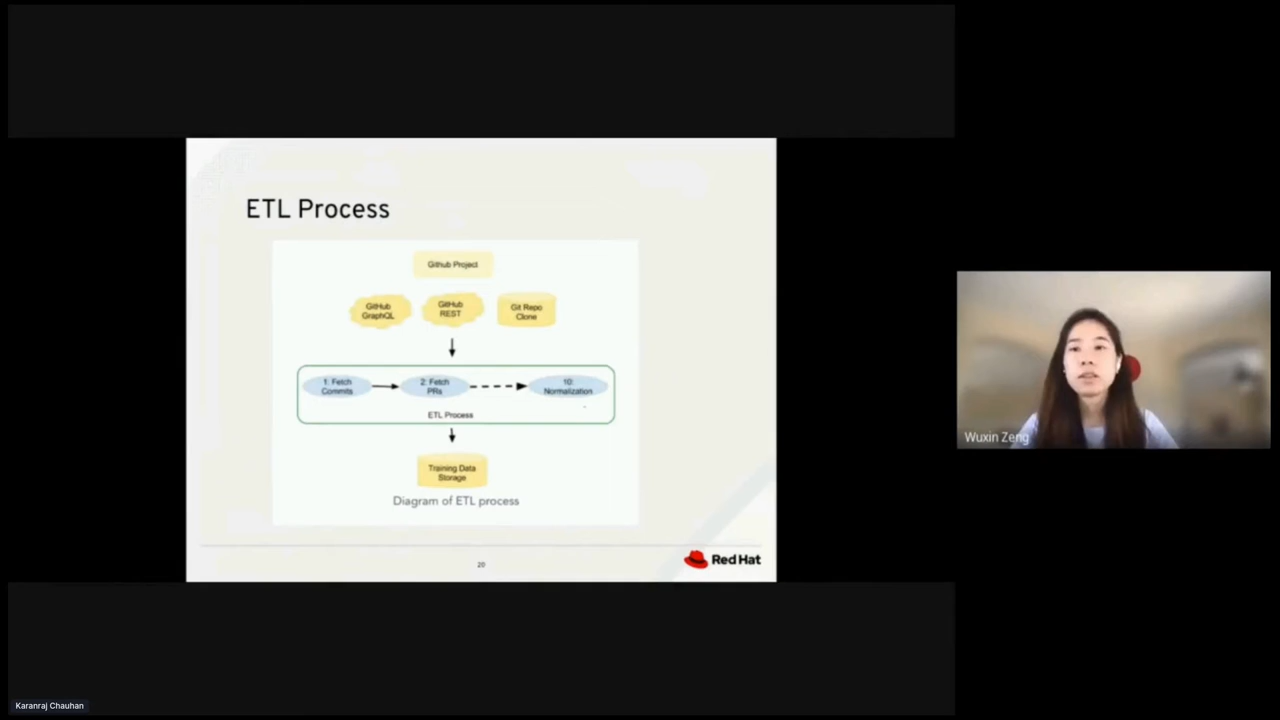 ETL Process
Github Project
GitHub
GraphQL
GitHub
REST
Git Repo
Clone
1: Fetch
Commits
2: Fetch
PRs
10:
Normalization
ETL Process
Training Data
Storage
Diagram of ETL process
20
Red Hat
Wuxin Zeng
Karanraj Chauhan